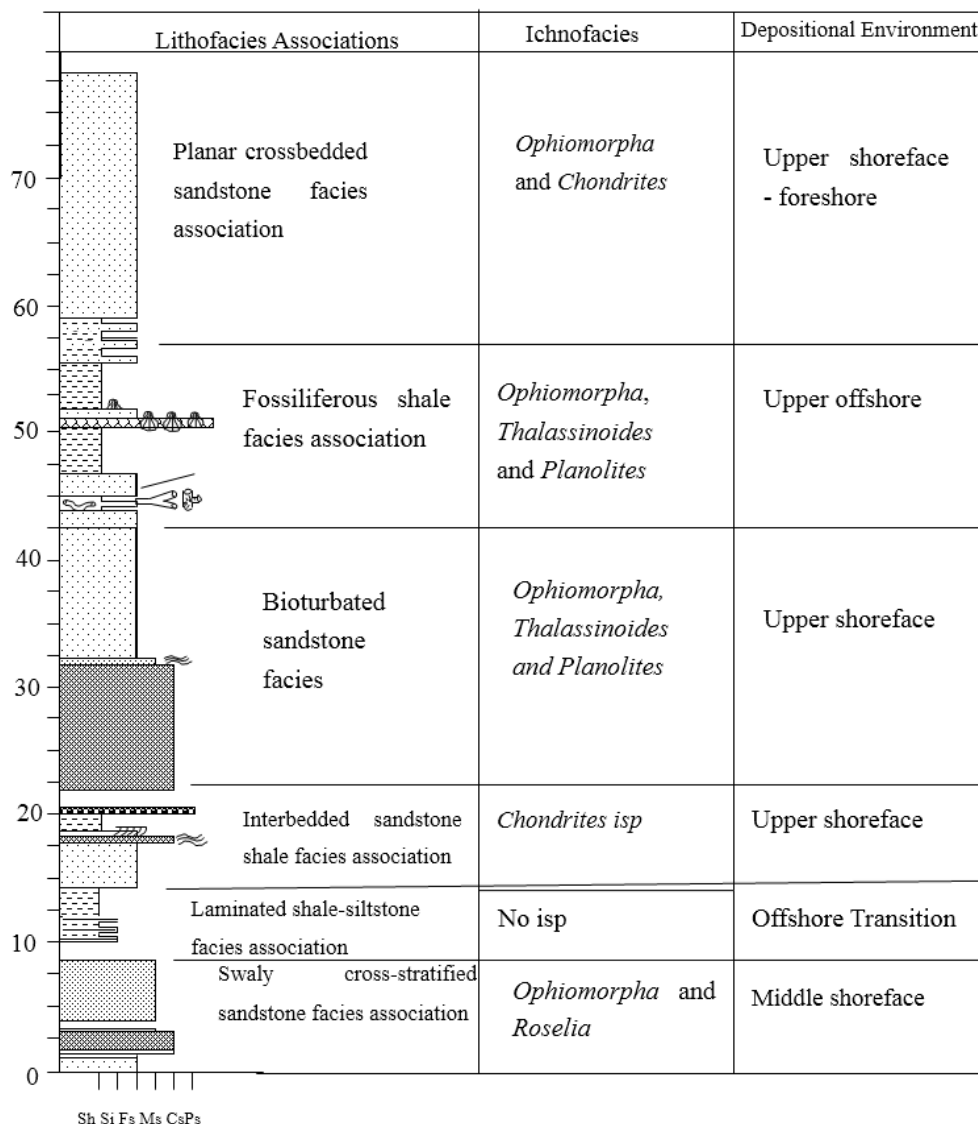 Lithofacies Associations
Ichnofacies
Depositional Environment
Planar crossbedded
sandstone facies
association
Ophiomorpha
and Chondrites
Upper shoreface
- foreshore
70
60
Fossiliferous shale
facies association
Ophiomorpha,
Thalassinoides
and Planolites
Upper offshore
50
40
Bioturbated
sandstone
facies
Ophiomorpha,
Thalassinoides
and Planolites
Upper shoreface
30
20
Interbedded sandstone
shale facies association
Chondrites isp
Upper shoreface
Laminated shale-siltstone
facies association
No isp
Offshore Transition
10
Swaly cross-stratified
sandstone facies association
Ophiomorpha and
Roselia
Middle shoreface
0
Sh Si Fs Ms CsPs